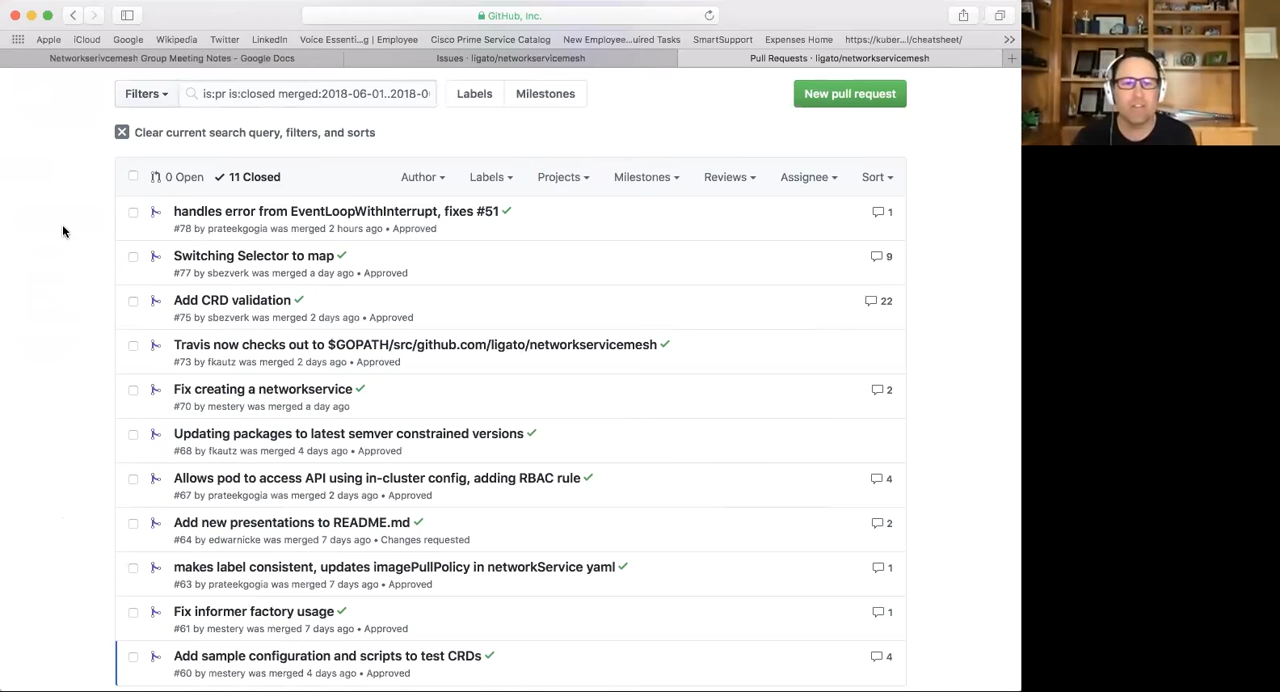 GitHub, Inc.
Apple iCloud Google Wikipedia Twitter LinkedIn Voice Essenti...g | Employee Cisco Prime Service Catalog New Employee...uired Tasks SmartSupport Expenses Home https://kuber...l/cheatsheet/
Networkserivcemesh Group Meeting Notes - Google Docs Issues · ligato/networkservicemesh Pull Requests · ligato/networkservicemesh
Filters is:pr is:closed merged:2018-06-01..2018-0 Labels Milestones New pull request
Clear current search query, filters, and sorts
0 Open 11 Closed Author Labels Projects Milestones Reviews Assignee Sort
handles error from EventLoopWithInterrupt, fixes #51 1
#78 by prateekgogia was merged 2 hours ago • Approved
Switching Selector to map 9
#77 by sbezverk was merged a day ago • Approved
Add CRD validation 22
#75 by sbezverk was merged 2 days ago • Approved
Travis now checks out to $GOPATH/src/github.com/ligato/networkservicemesh
#73 by fkautz was merged 2 days ago • Approved
Fix creating a networkservice 2
#70 by mestery was merged a day ago
Updating packages to latest semver constrained versions
#68 by fkautz was merged 4 days ago • Approved
Allows pod to access API using in-cluster config, adding RBAC rule 4
#67 by prateekgogia was merged 2 days ago • Approved
Add new presentations to README.md 2
#64 by edwarnicke was merged 7 days ago • Changes requested
makes label consistent, updates imagePullPolicy in networkService yaml 1
#63 by prateekgogia was merged 7 days ago • Approved
Fix informer factory usage 1
#61 by mestery was merged 7 days ago • Approved
Add sample configuration and scripts to test CRDs 4
#60 by mestery was merged 4 days ago • Approved